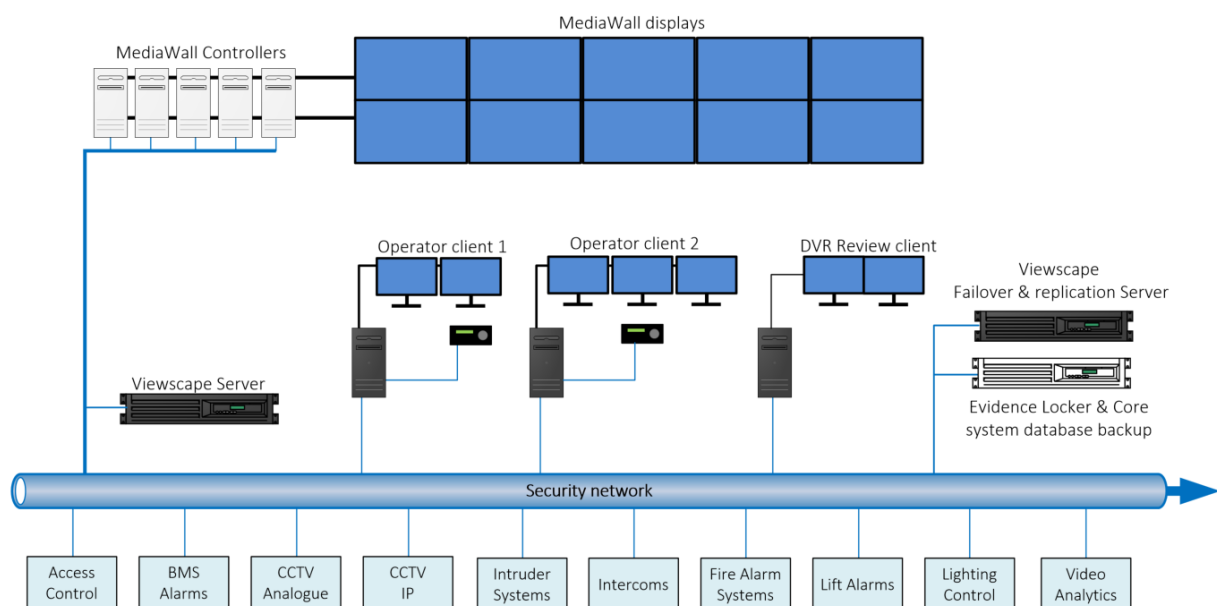 MediaWall displays
MediaWall Controllers
Operator client 1
Operator client 2
DVR Review client
Viewscape
Failover & replication Server
Viewscape Server
Evidence Locker & Core
system database backup
Security network
Access
Control
BMS
Alarms
CCTV
Analogue
CCTV
IP
Intruder
Systems
Intercoms
Fire Alarm
Systems
Lift Alarms
Lighting
Control
Video
Analytics